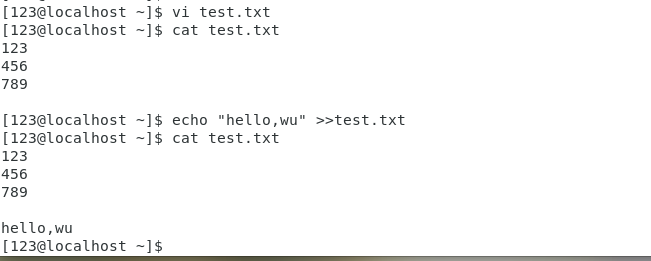 [123@localhost ~]$ vi test.txt
[123@localhost ~]$ cat test.txt
123
456
789

[123@localhost ~]$ echo "hello,wu" >>test.txt
[123@localhost ~]$ cat test.txt
123
456
789

hello,wu
[123@localhost ~]$